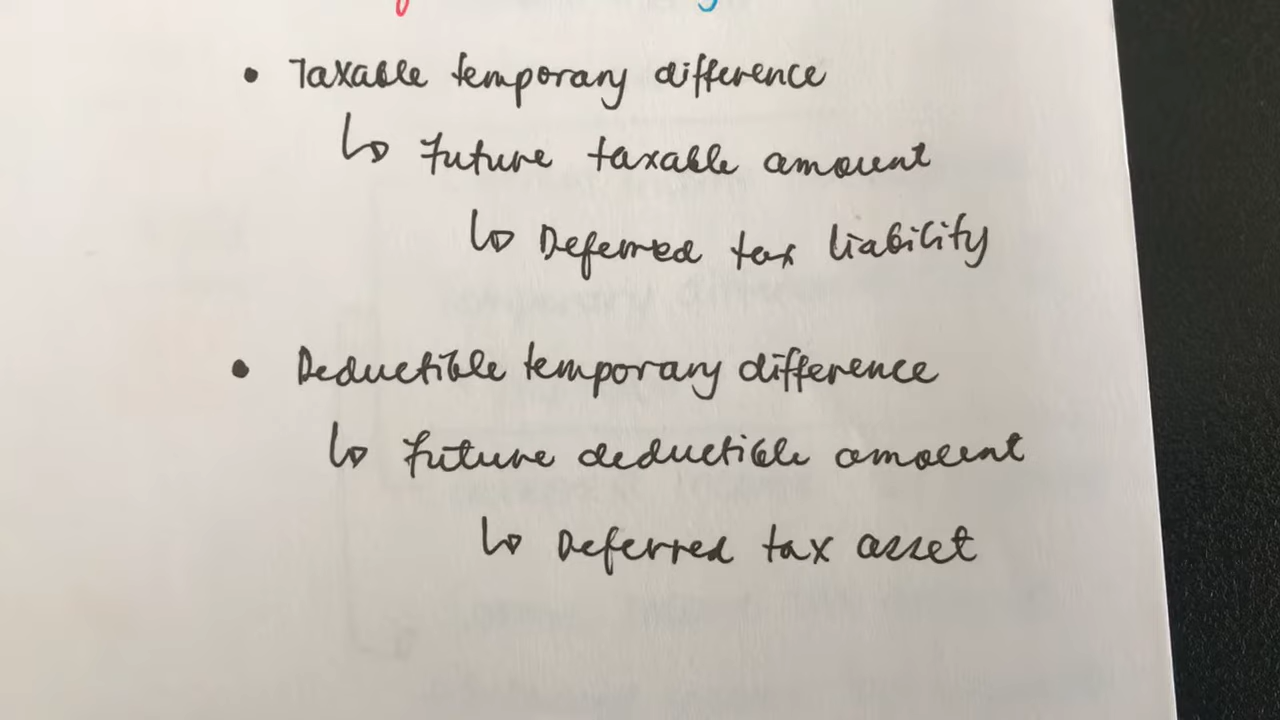 • Taxable temporary difference
↳ Future taxable amount
↳ Deferred tax liability
• Deductible temporary difference
↳ future deductible amount
↳ Deferred tax asset